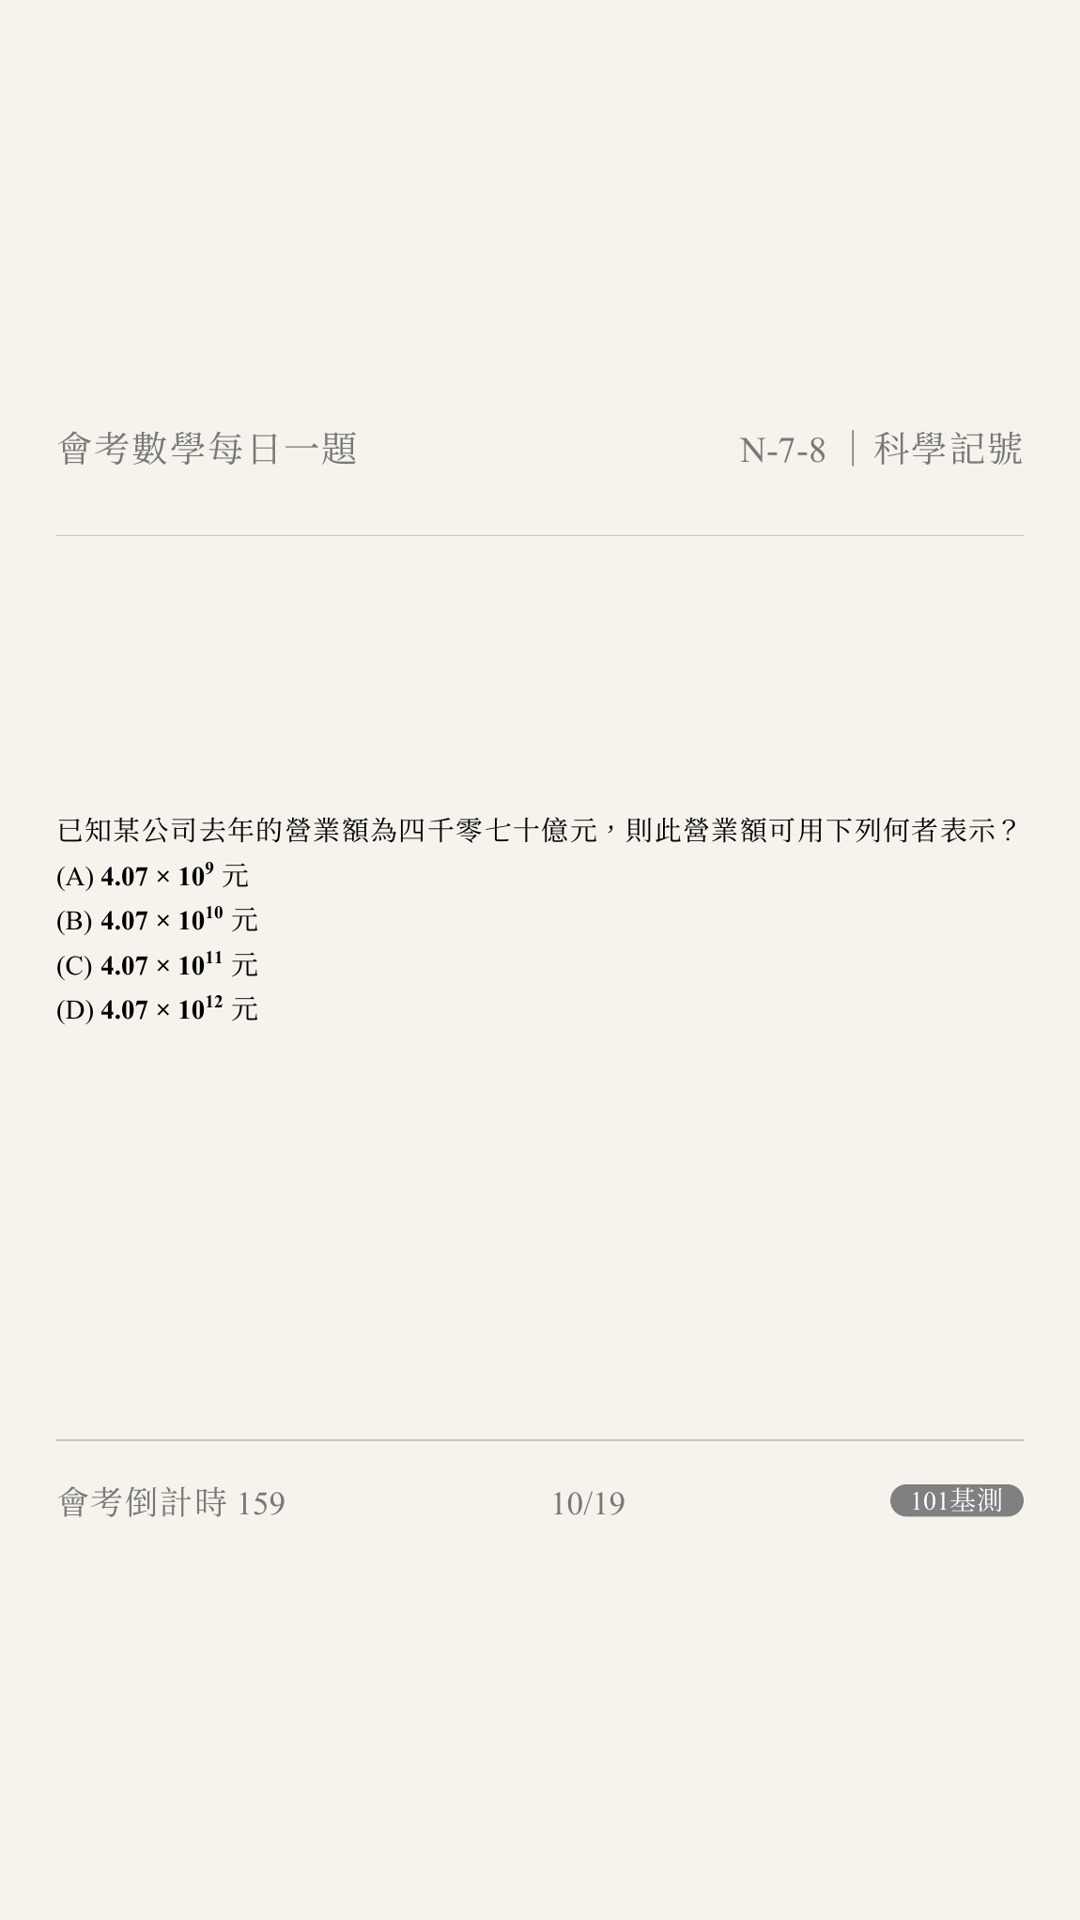 會考數學每日一題
N-7-8｜科學記號
已知某公司去年的營業額為四千零七十億元，則此營業額可用下列何者表示？
(A) 4.07 × 10⁹ 元
(B) 4.07 × 10¹⁰ 元
(C) 4.07 × 10¹¹ 元
(D) 4.07 × 10¹² 元
會考倒計時 159
10/19
101基測